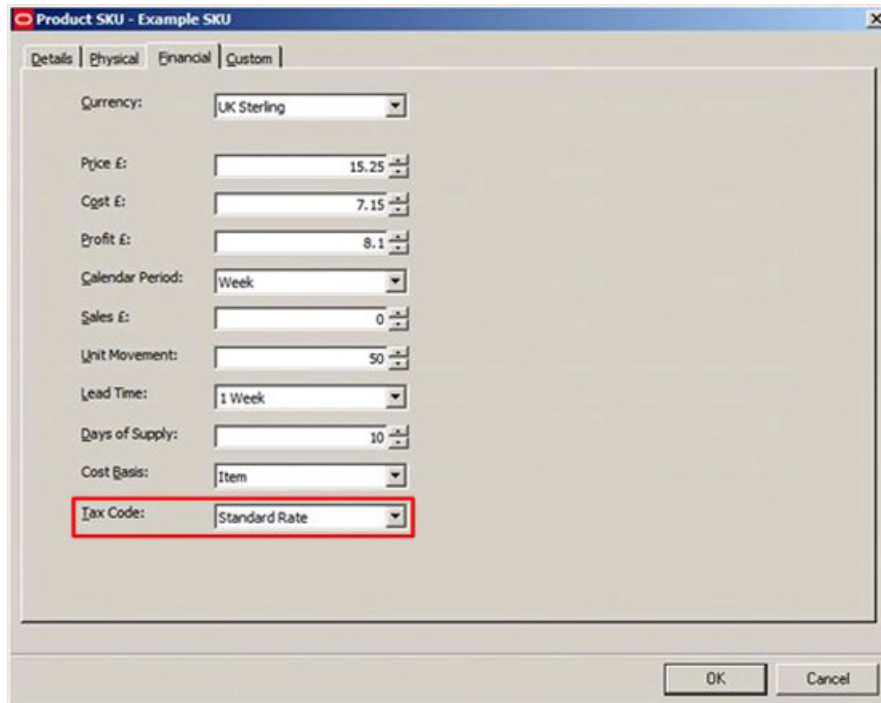 Product SKU - Example SKU
Details Physical Financial Custom
Currency: UK Sterling
Price £: 15.25
Cost £: 7.15
Profit £: 8.1
Calendar Period: Week
Sales £: 0
Unit Movement: 50
Lead Time: 1 Week
Days of Supply: 10
Cost Basis: Item
Tax Code: Standard Rate
OK Cancel